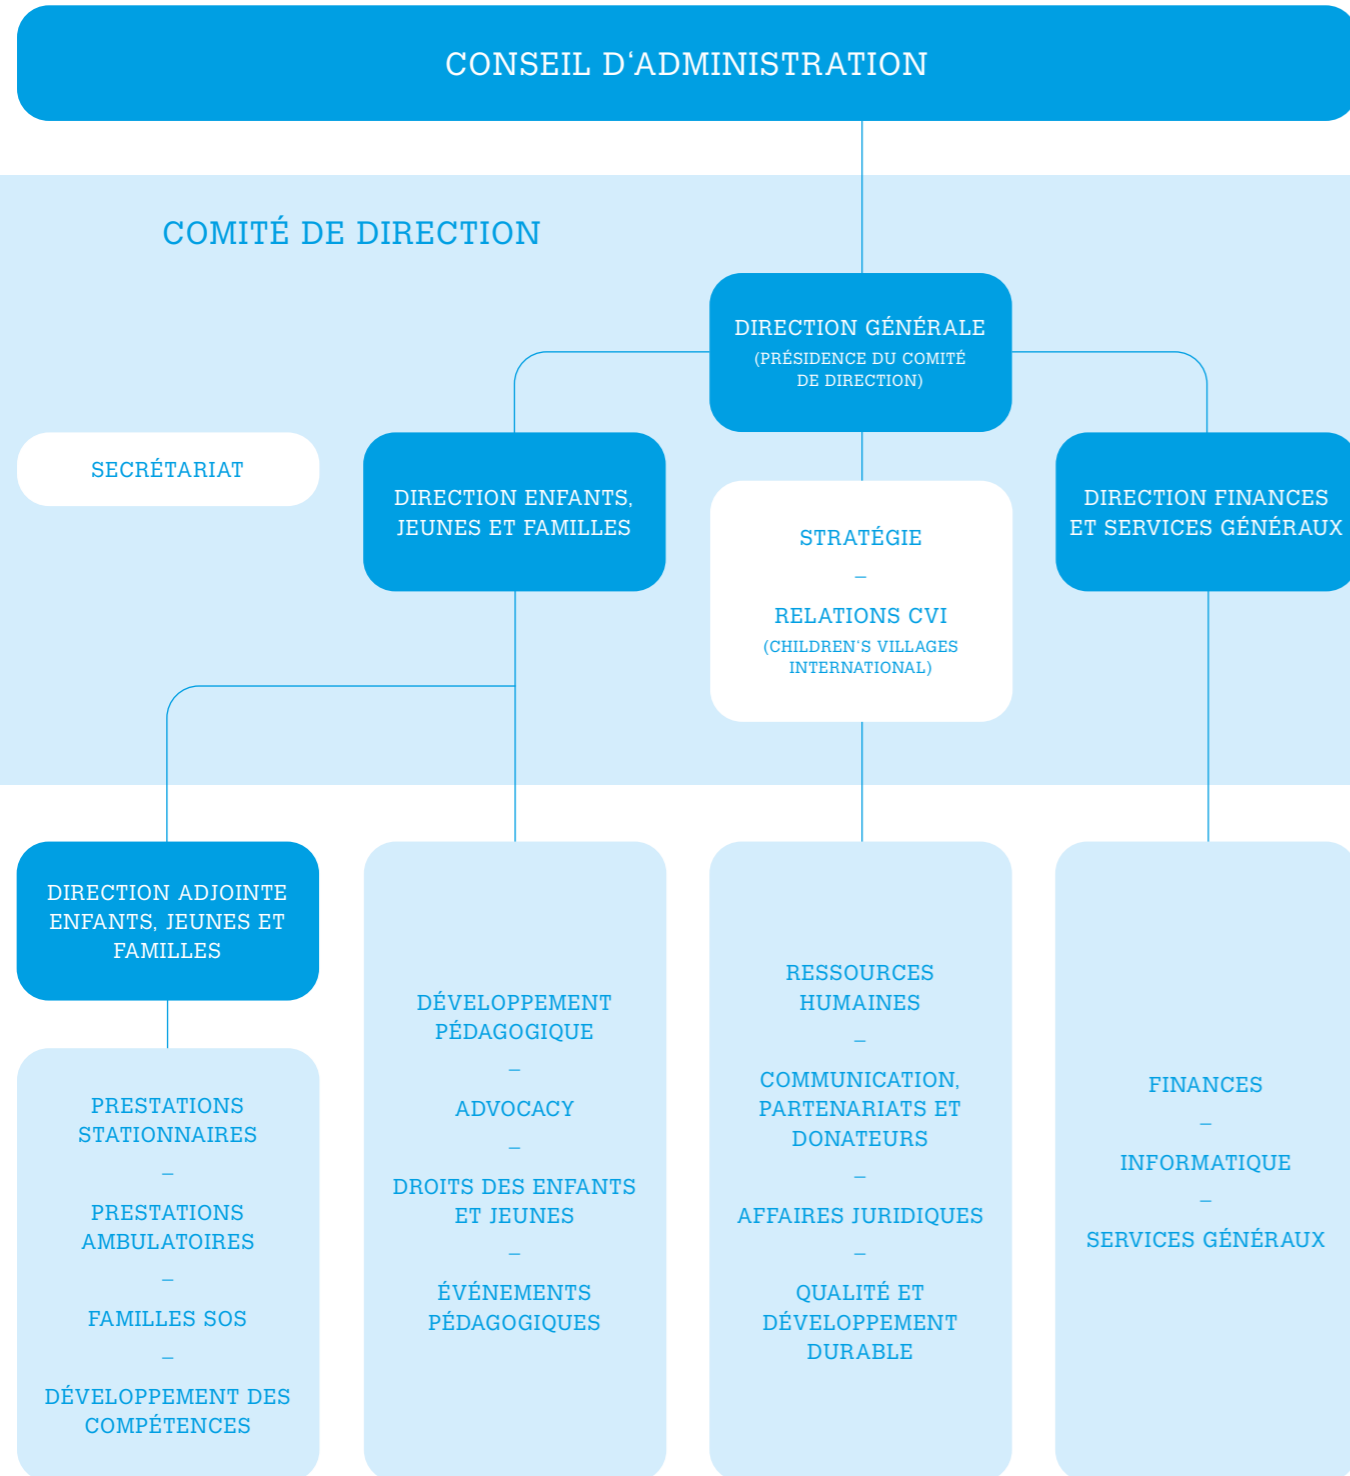 CONSEIL D‘ADMINISTRATION
COMITÉ DE DIRECTION
DIRECTION GÉNÉRALE
(PRÉSIDENCE DU COMITÉ
DE DIRECTION)
SECRÉTARIAT
DIRECTION ENFANTS,
JEUNES ET FAMILLES
STRATÉGIE
–
RELATIONS CVI
(CHILDREN‘S VILLAGES
INTERNATIONAL)
DIRECTION FINANCES
ET SERVICES GÉNÉRAUX
DIRECTION ADJOINTE
ENFANTS, JEUNES ET
FAMILLES
PRESTATIONS
STATIONNAIRES
–
PRESTATIONS
AMBULATOIRES
–
FAMILLES SOS
–
DÉVELOPPEMENT DES
COMPÉTENCES
DÉVELOPPEMENT
PÉDAGOGIQUE
–
ADVOCACY
–
DROITS DES ENFANTS
ET JEUNES
–
ÉVÉNEMENTS
PÉDAGOGIQUES
RESSOURCES
HUMAINES
–
COMMUNICATION,
PARTENARIATS ET
DONATEURS
–
AFFAIRES JURIDIQUES
–
QUALITÉ ET
DÉVELOPPEMENT
DURABLE
FINANCES
–
INFORMATIQUE
–
SERVICES GÉNÉRAUX